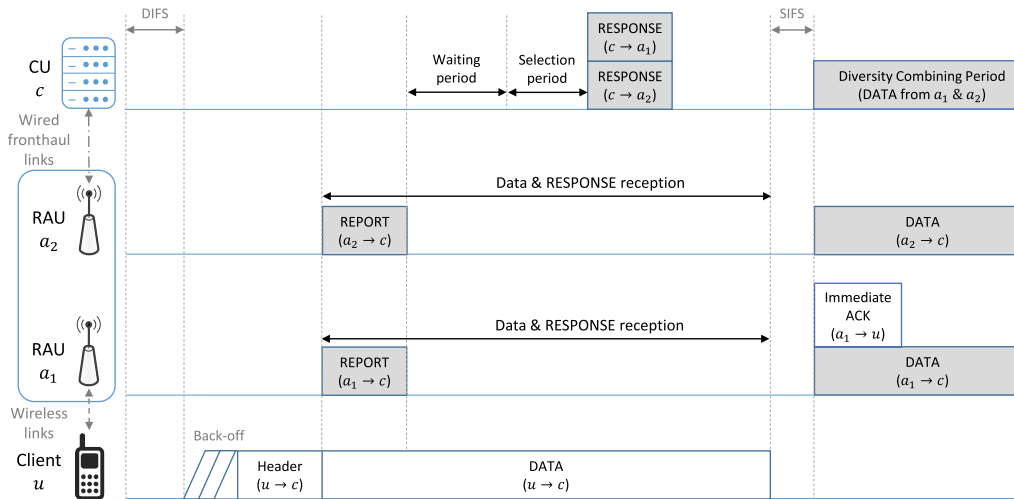 DIFS
SIFS
CU
c
Waiting
period
Selection
period
RESPONSE
(c → a₁)
RESPONSE
(c → a₂)
Diversity Combining Period
(DATA from a₁ & a₂)
Wired
fronthaul
links
RAU
a₂
Data & RESPONSE reception
REPORT
(a₂ → c)
DATA
(a₂ → c)
RAU
a₁
Data & RESPONSE reception
REPORT
(a₁ → c)
Immediate
ACK
(a₁ → u)
DATA
(a₁ → c)
Wireless
links
Client
u
Back-off
Header
(u → c)
DATA
(u → c)